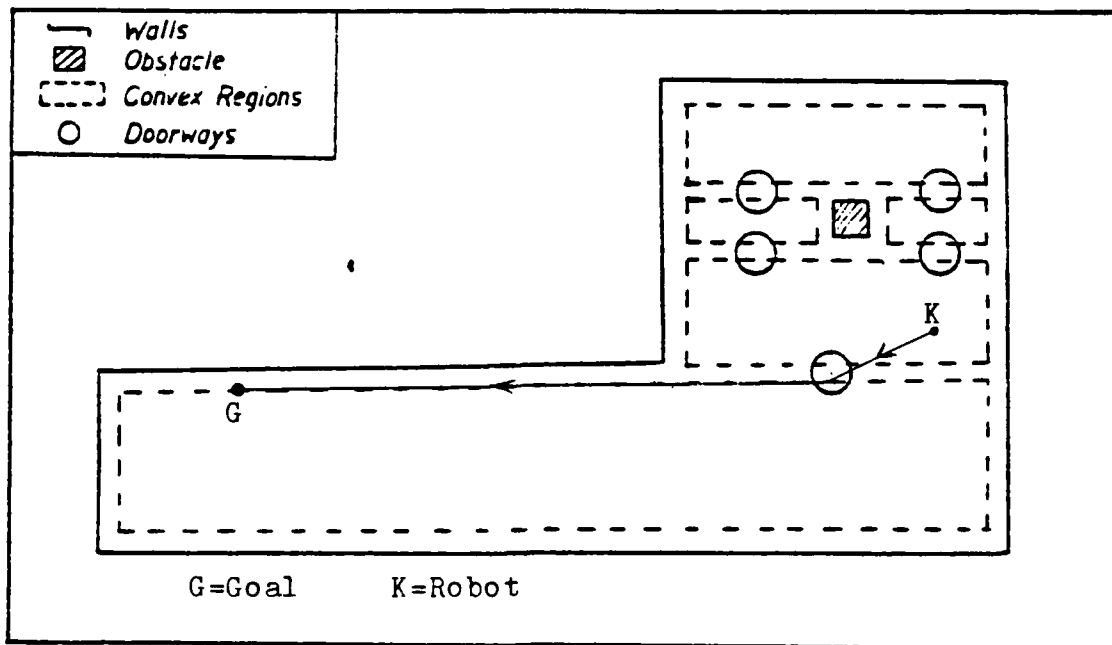 Walls
Obstacle
Convex Regions
Doorways
K
G
G=Goal K=Robot